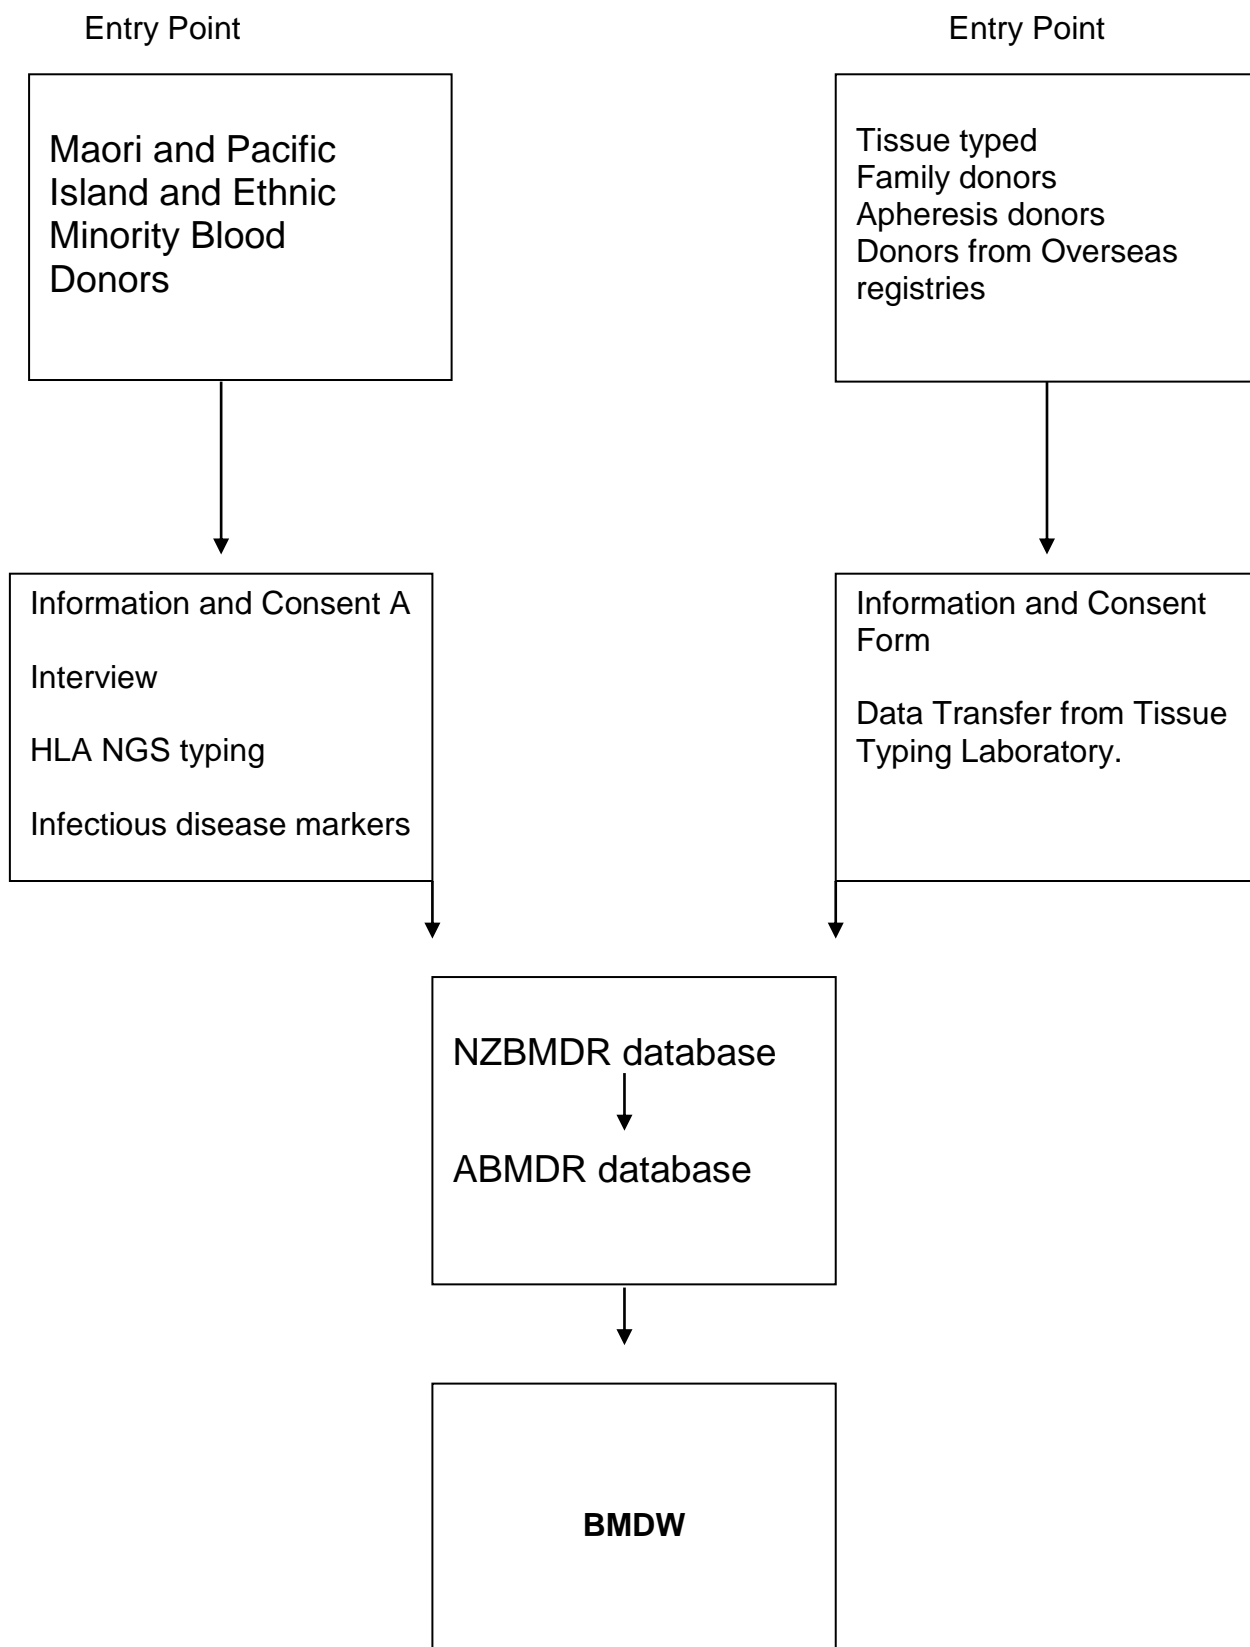 Entry Point
Entry Point
Maori and Pacific
Island and Ethnic
Minority Blood
Donors
Tissue typed
Family donors
Apheresis donors
Donors from Overseas
registries
Information and Consent A
Interview
HLA NGS typing
Infectious disease markers
Information and Consent
Form
Data Transfer from Tissue
Typing Laboratory.
NZBMDR database
ABMDR database
BMDW